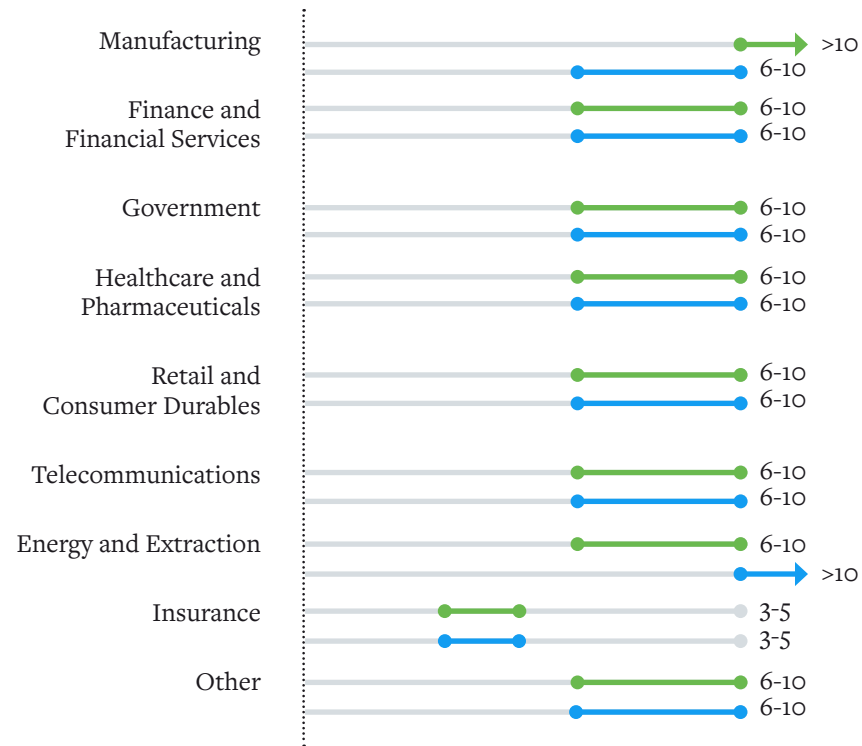 Manufacturing
>10
6-10
Finance and
Financial Services
6-10
6-10
Government
6-10
6-10
Healthcare and
Pharmaceuticals
6-10
6-10
Retail and
Consumer Durables
6-10
6-10
Telecommunications
6-10
6-10
Energy and Extraction
6-10
>10
Insurance
3-5
3-5
Other
6-10
6-10